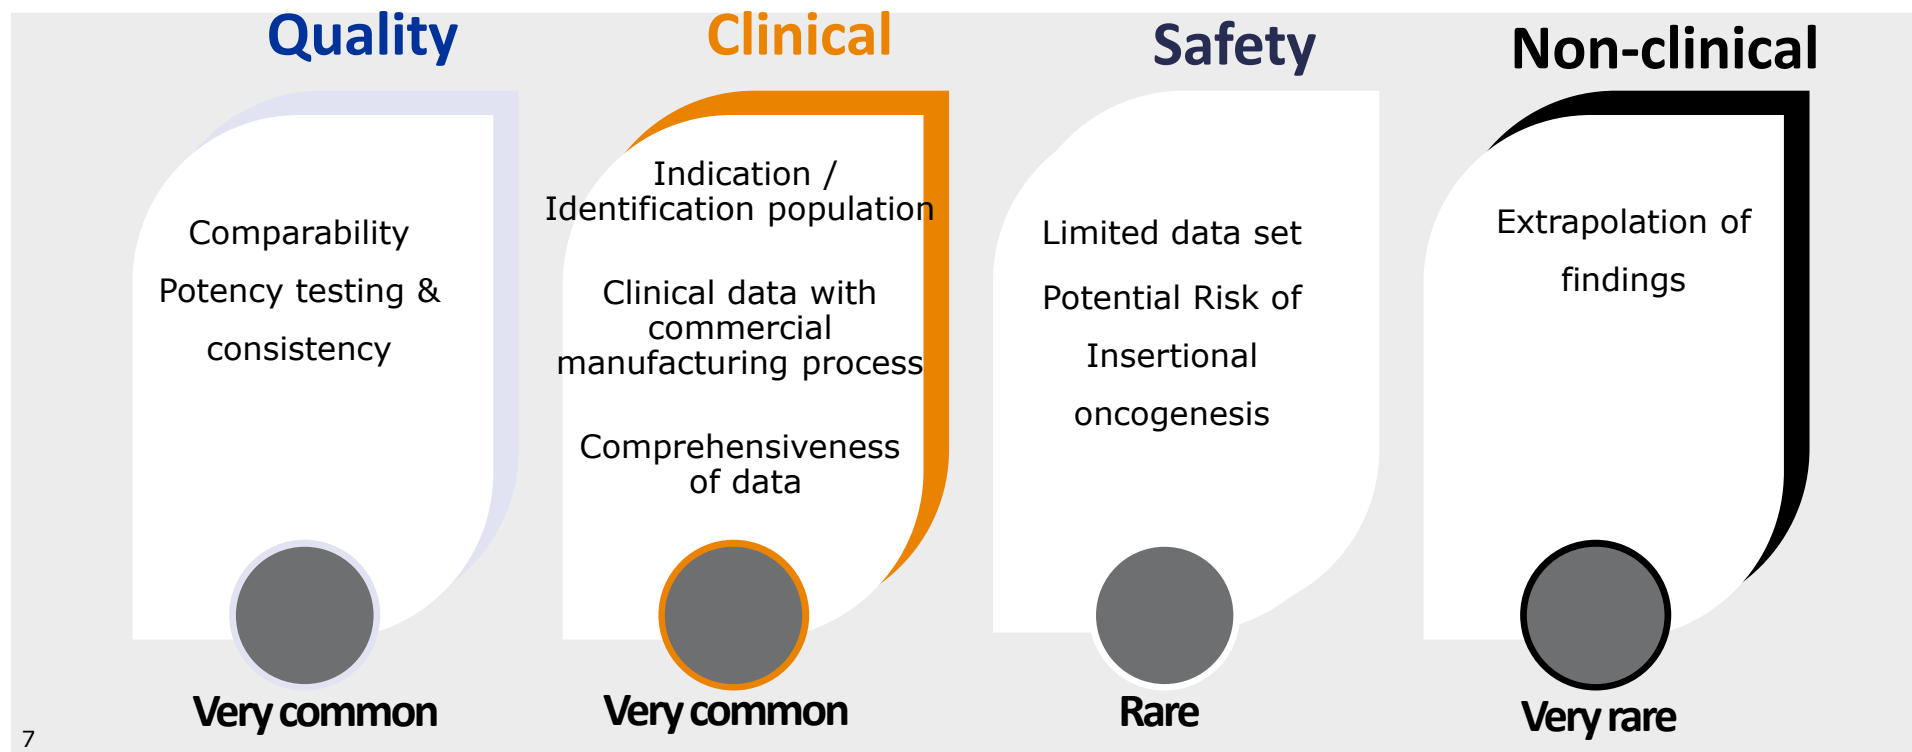 Quality
Comparability
Potency testing &
consistency
Very common
Clinical
Indication /
Identification population
Clinical data with
commercial
manufacturing process
Comprehensiveness
of data
Very common
Safety
Limited data set
Potential Risk of
Insertional
oncogenesis
Rare
Non-clinical
Extrapolation of
findings
Very rare
7